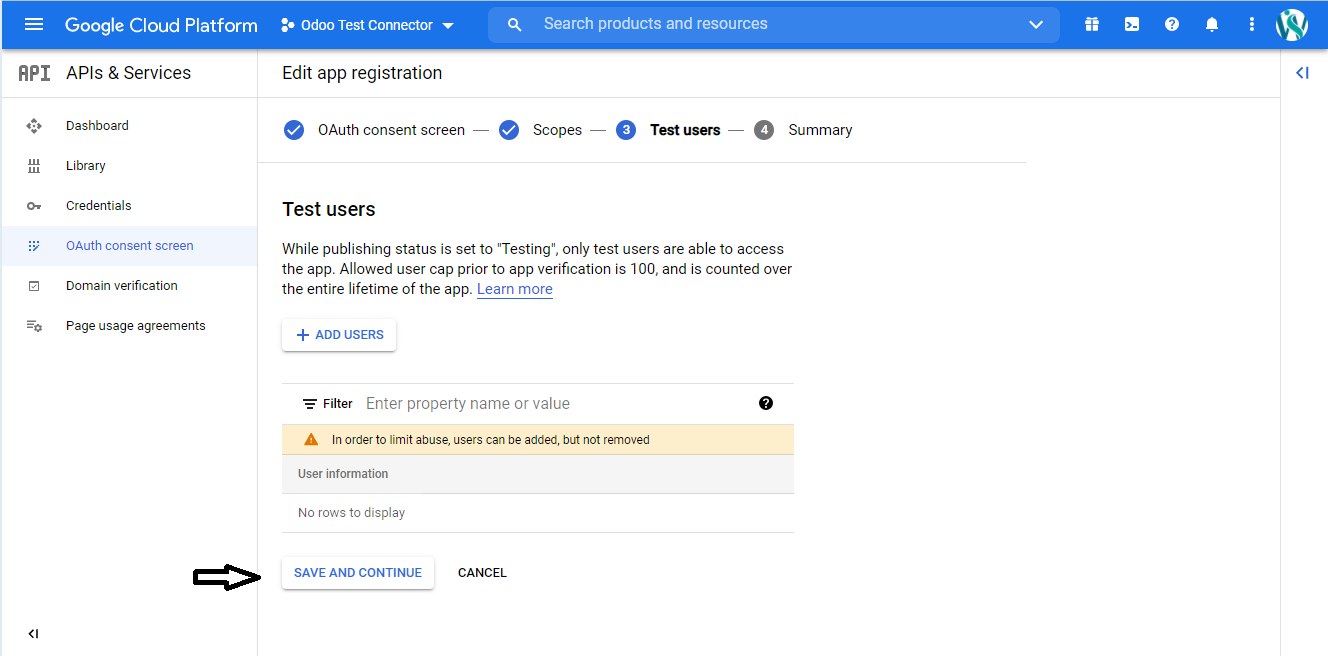 Google Cloud Platform
Odoo Test Connector
Search products and resources
API APIs & Services
Edit app registration
Dashboard
Library
Credentials
OAuth consent screen
Domain verification
Page usage agreements
OAuth consent screen — Scopes — 3 Test users — 4 Summary
Test users
While publishing status is set to "Testing", only test users are able to access
the app. Allowed user cap prior to app verification is 100, and is counted over
the entire lifetime of the app. Learn more
+ ADD USERS
Filter Enter property name or value
In order to limit abuse, users can be added, but not removed
User information
No rows to display
SAVE AND CONTINUE
CANCEL